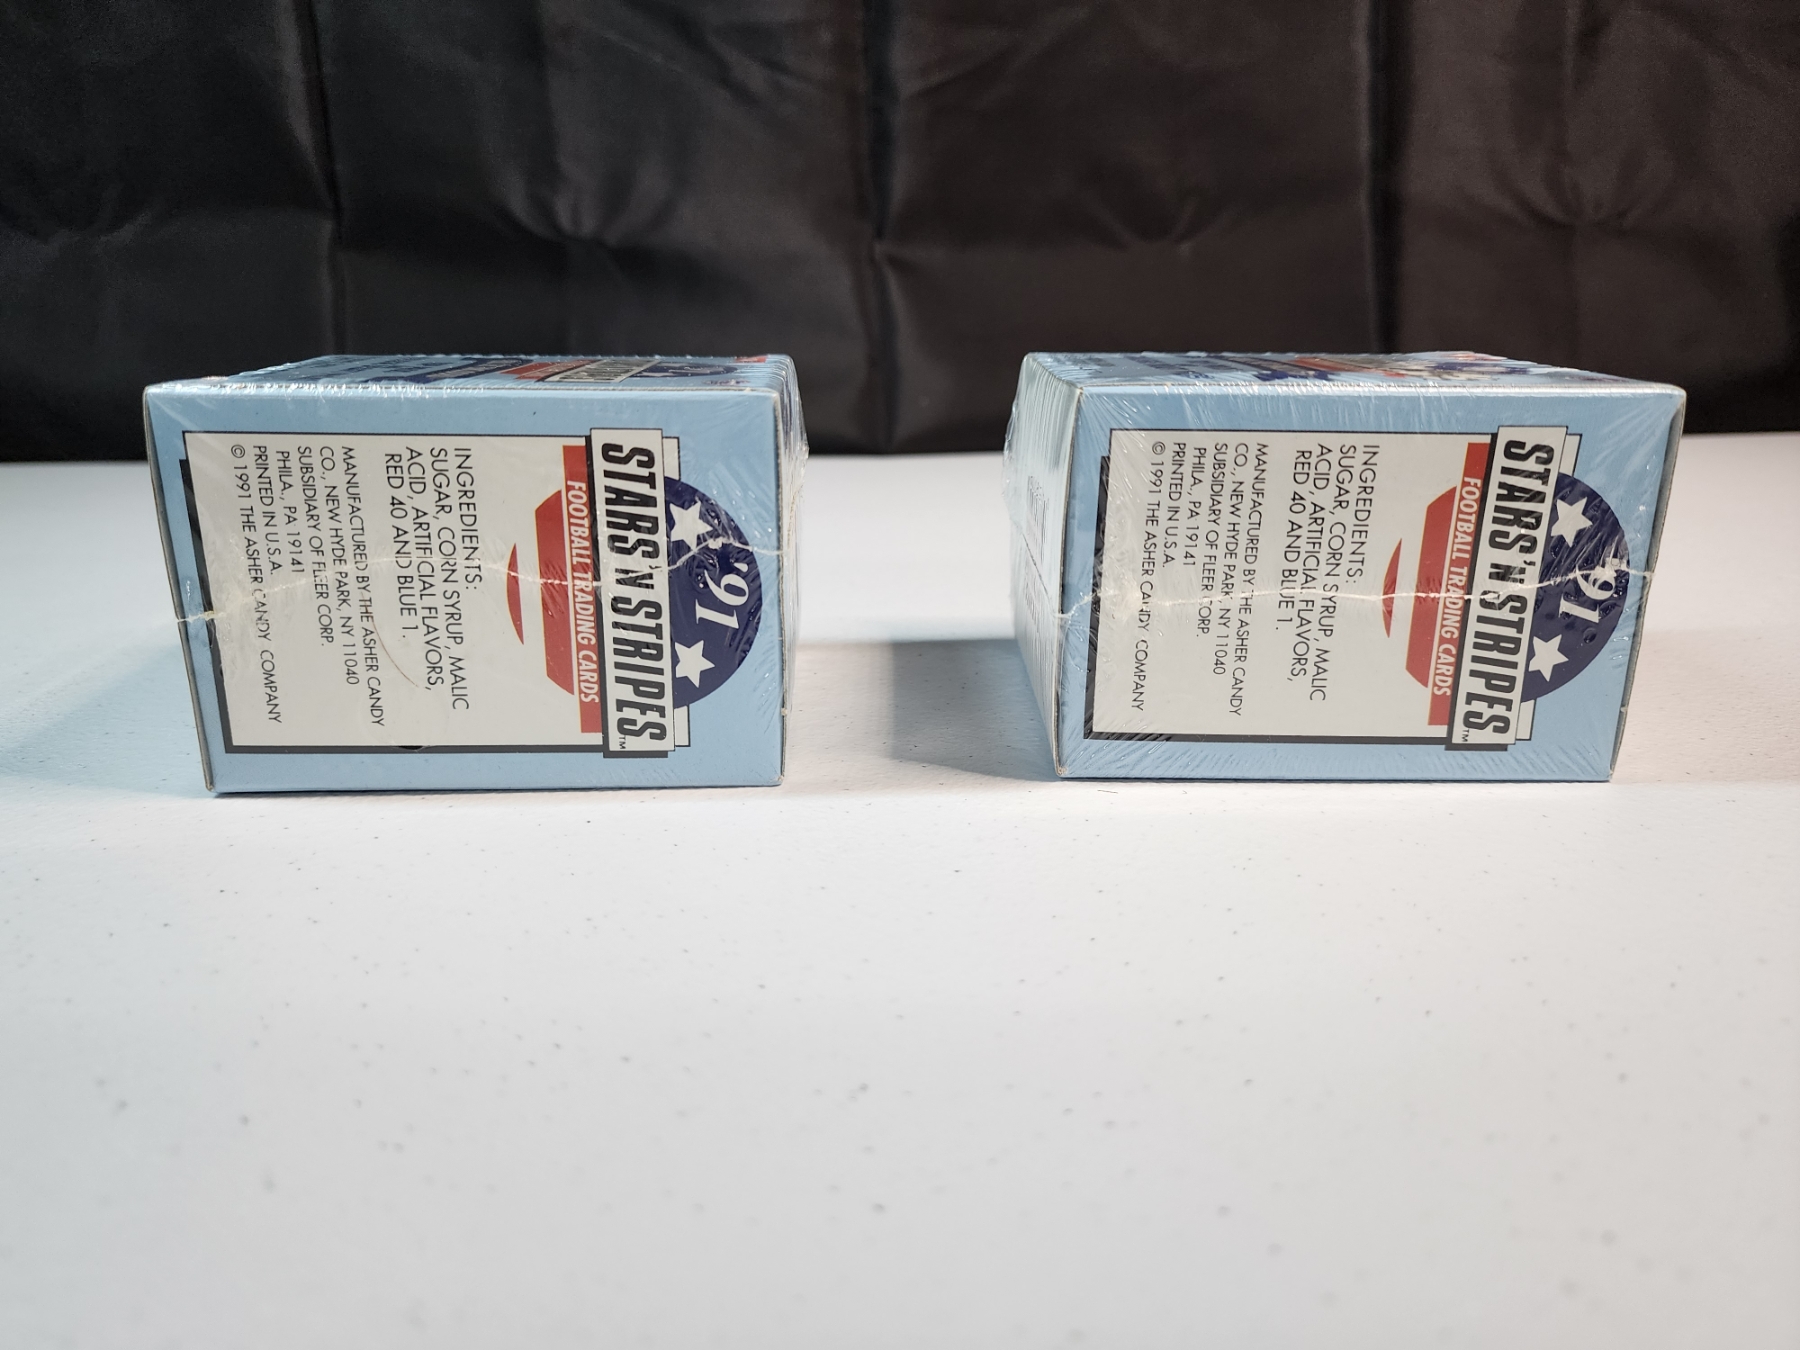 '91
STARS'N STRIPES™
FOOTBALL TRADING CARDS
INGREDIENTS:
SUGAR, CORN SYRUP, MALIC
ACID, ARTIFICIAL FLAVORS,
RED 40 AND BLUE 1.
MANUFACTURED BY THE ASHER CANDY
CO., NEW HYDE PARK, NY 11040
SUBSIDIARY OF FLEER CORP.
PHILA., PA 19141
PRINTED IN U.S.A.
© 1991 THE ASHER CANDY COMPANY
'91
STARS'N STRIPES™
FOOTBALL TRADING CARDS
INGREDIENTS:
SUGAR, CORN SYRUP, MALIC
ACID, ARTIFICIAL FLAVORS,
RED 40 AND BLUE 1.
MANUFACTURED BY THE ASHER CANDY
CO., NEW HYDE PARK, NY 11040
SUBSIDIARY OF FLEER CORP.
PHILA., PA 19141
PRINTED IN U.S.A.
© 1991 THE ASHER CANDY COMPANY